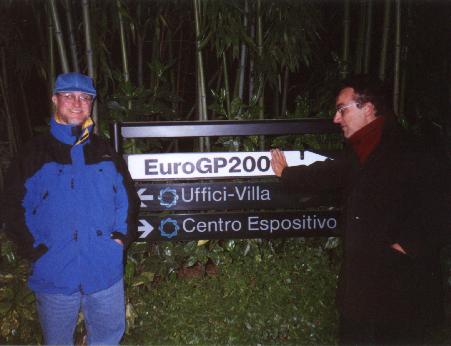 EuroGP200
Uffici-Villa
Centro Espositivo